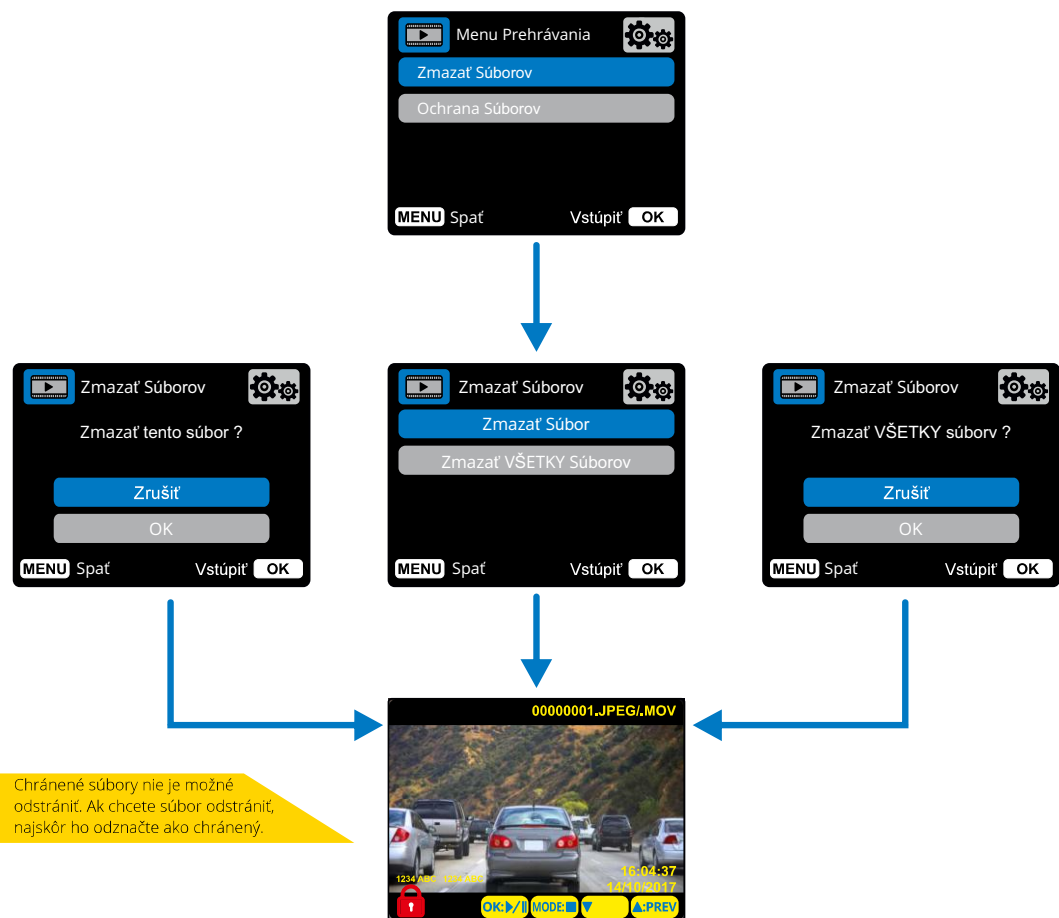 Menu Prehrávania
Zmazať Súborov
Ochrana Súborov
MENU Spať Vstúpiť OK
Zmazať Súborov
Zmazať tento súbor ?
Zrušiť
OK
MENU Spať Vstúpiť OK
Zmazať Súborov
Zmazať Súbor
Zmazať VŠETKY Súborov
MENU Spať Vstúpiť OK
Zmazať Súborov
Zmazať VŠETKY súborv ?
Zrušiť
OK
MENU Spať Vstúpiť OK
00000001.JPEG/.MOV
Chránené súbory nie je možné
odstrániť. Ak chcete súbor odstrániť,
najskôr ho odznačte ako chránený.
16:04:37
1234 ABC
14/10/2017
OK: MODE: :PREV